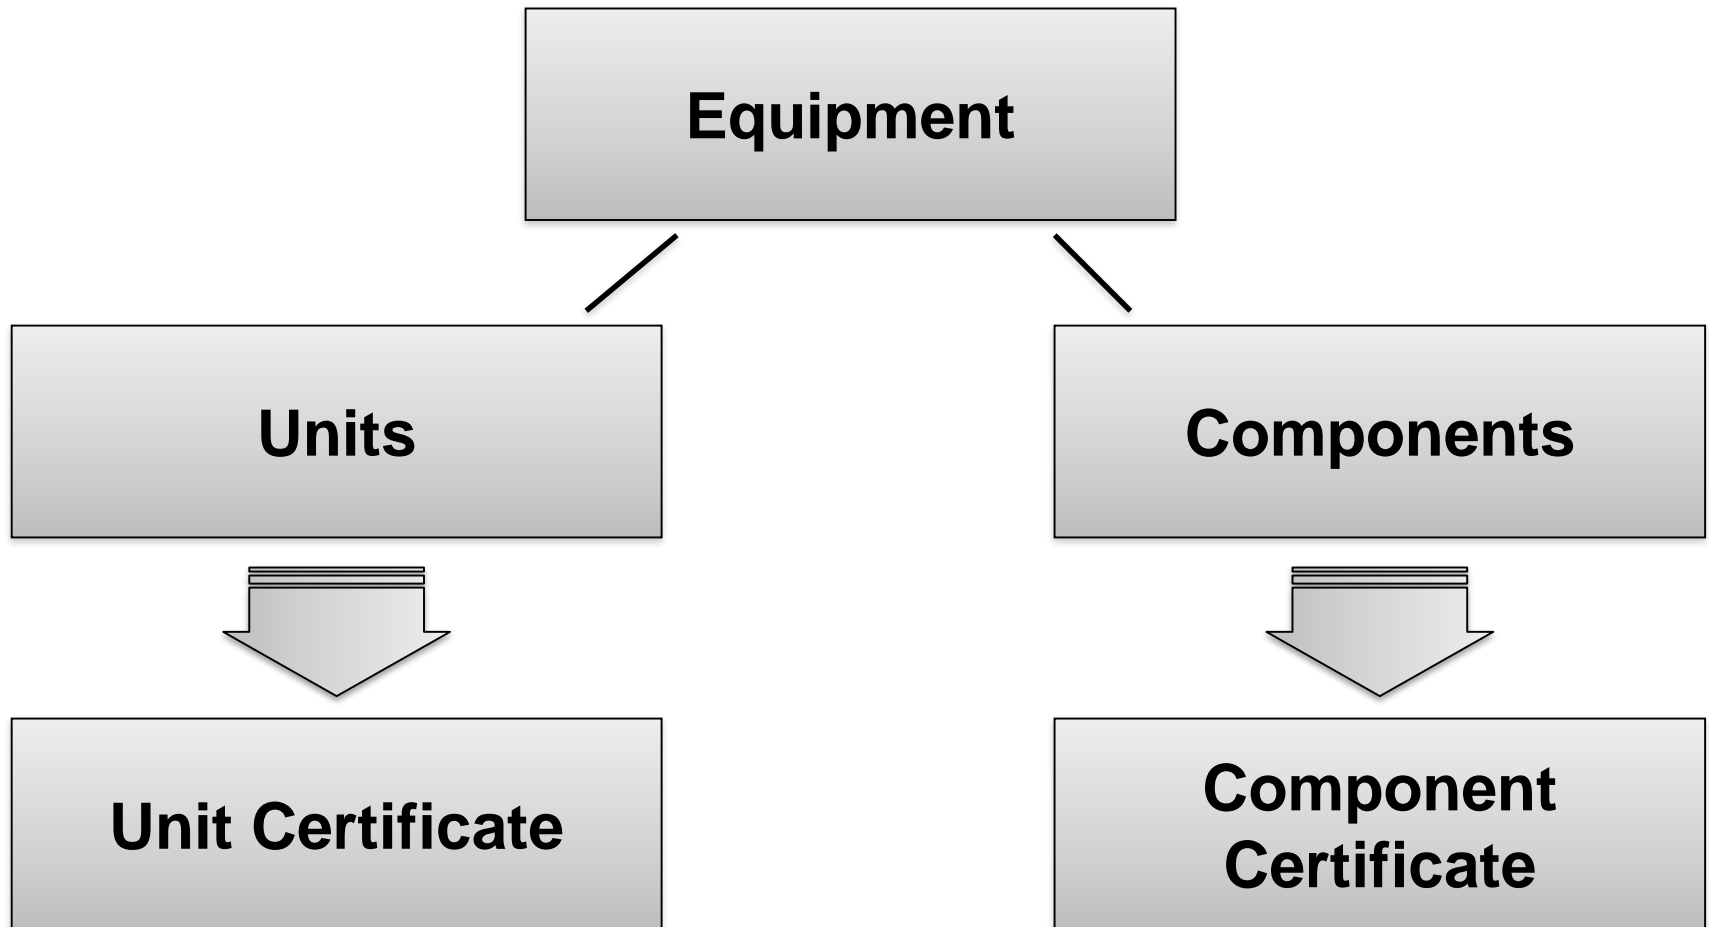 Equipment
Units
Components
Unit Certificate
Component
Certificate